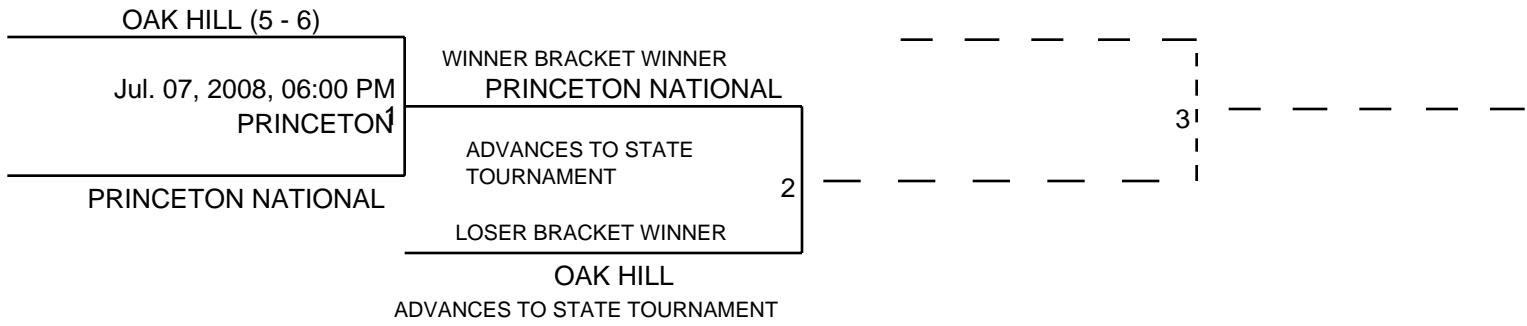 OAK HILL (5 - 6)
Jul. 07, 2008, 06:00 PM
PRINCETON
1
PRINCETON NATIONAL
WINNER BRACKET WINNER
PRINCETON NATIONAL
ADVANCES TO STATE
TOURNAMENT
2
LOSER BRACKET WINNER
OAK HILL
ADVANCES TO STATE TOURNAMENT
3